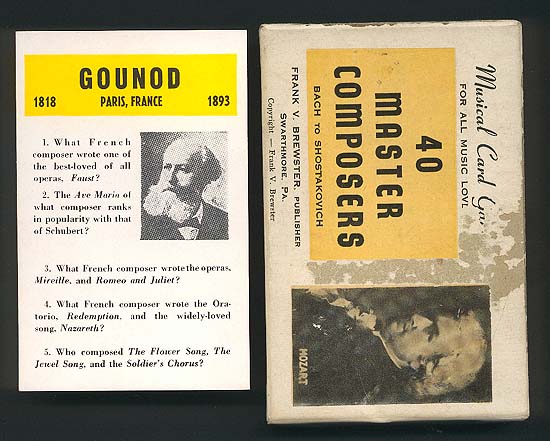 GOUNOD
1818 PARIS, FRANCE 1893
1. What French
composer wrote one of
the best-loved of all
operas, Faust?
2. The Ave Maria of
what composer ranks
in popularity with that
of Schubert?
3. What French composer wrote the operas,
Mireille, and Romeo and Juliet?
4. What French composer wrote the Ora-
torio, Redemption, and the widely-loved
song, Nazareth?
5. Who composed The Flower Song, The
Jewel Song, and the Soldier's Chorus?
Musical Card
FOR ALL MUSIC
40
MASTER
COMPOSERS
BACH TO SHOSTAKOVICH
FRANK V. BREWSTER, PUBLISHER
SWARTHMORE, PA.
Copyright — Frank V. Brewster
MOZART